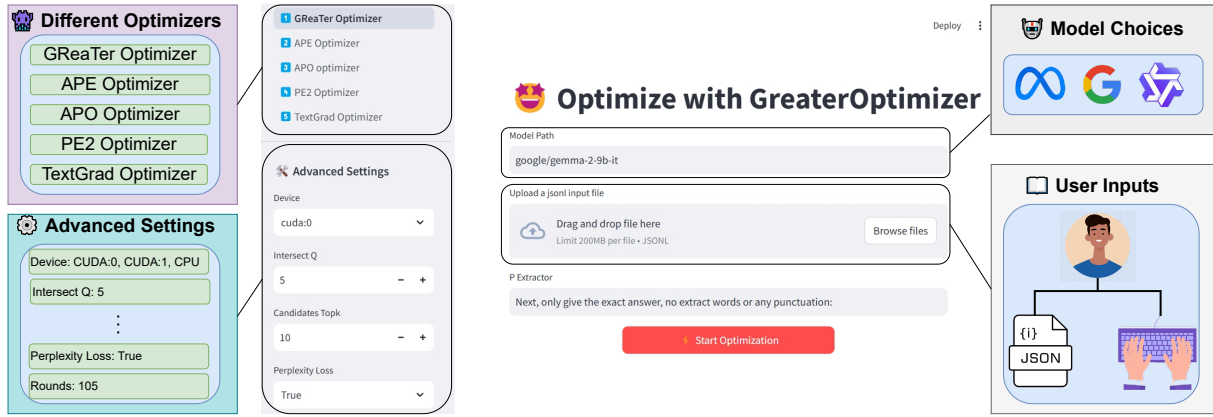 Different Optimizers
GReaTer Optimizer
APE Optimizer
APO Optimizer
PE2 Optimizer
TextGrad Optimizer
Advanced Settings
Device: CUDA:0, CUDA:1, CPU
Intersect Q: 5
⋮
Perplexity Loss: True
Rounds: 105
1 GReaTer Optimizer
2 APE Optimizer
3 APO optimizer
4 PE2 Optimizer
5 TextGrad Optimizer
Advanced Settings
Device
cuda:0
Intersect Q
5 − +
Candidates Topk
10 − +
Perplexity Loss
True
Deploy ⋮
Optimize with GreaterOptimizer
Model Path
google/gemma-2-9b-it
Upload a jsonl input file
Drag and drop file here
Limit 200MB per file • JSONL
Browse files
P Extractor
Next, only give the exact answer, no extract words or any punctuation:
Start Optimization
Model Choices
User Inputs
{i}
JSON